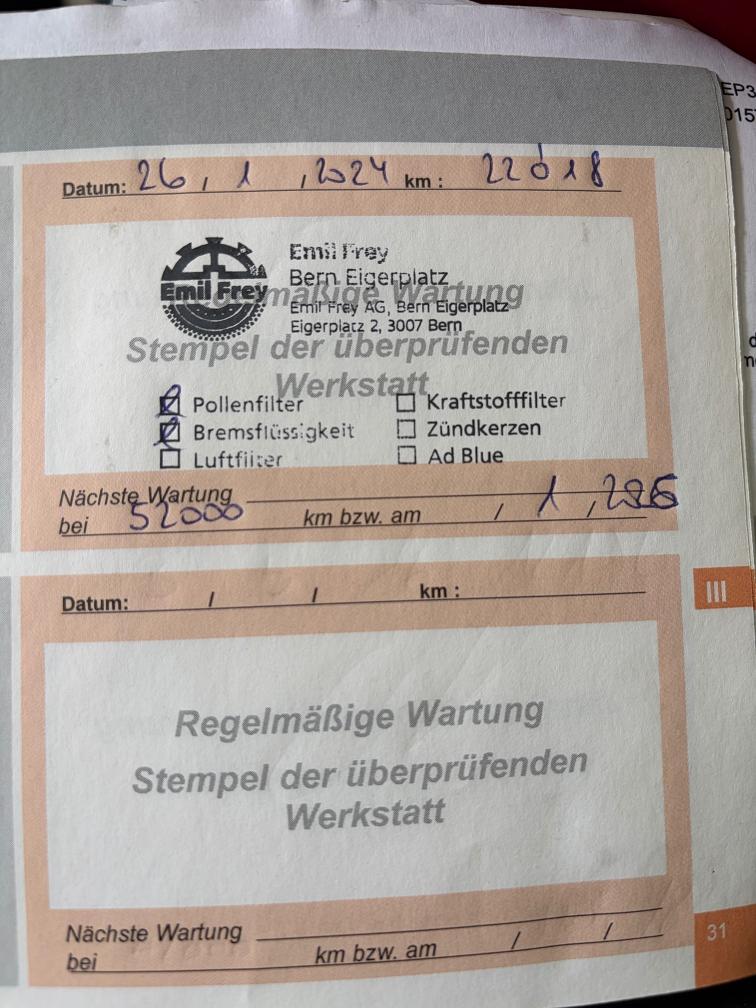 EP3
015
Datum: 26 / 1 / 2024 km : 22018
Emil Frey
Bern Eigerplatz
Emil Frey
mäßige Wartung
Emil Frey AG, Bern Eigerplatz
Eigerplatz 2, 3007 Bern
Stempel der überprüfenden
Werkstatt
Pollenfilter
Kraftstofffilter
Bremsflüssigkeit
Zündkerzen
Luftfilter
Ad Blue
Nächste Wartung
bei 52000 km bzw. am / 1 /
Datum: / / km :
III
Regelmäßige Wartung
Stempel der überprüfenden
Werkstatt
Nächste Wartung
bei km bzw. am / /
31